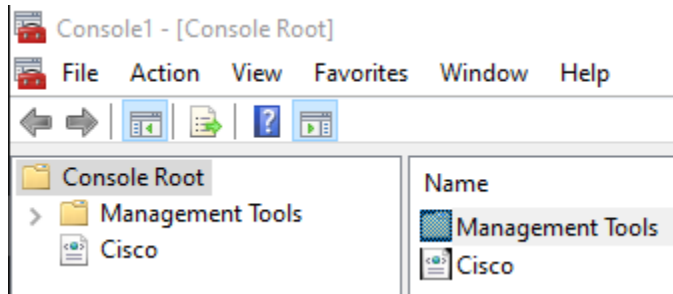 Console1 - [Console Root]
File Action View Favorites Window Help
Console Root
Management Tools
Cisco
Name
Management Tools
Cisco